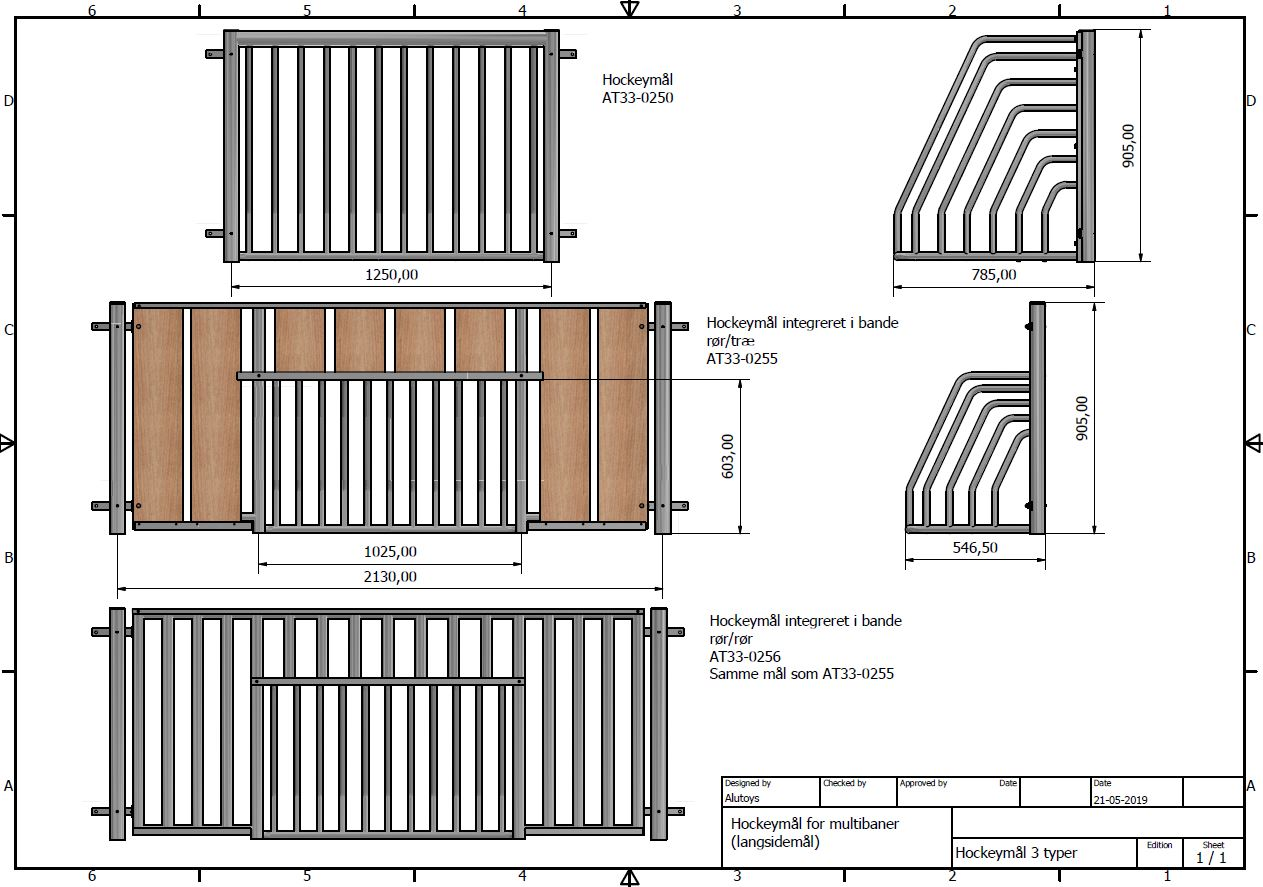 6 5 4 3 2 1
D D
Hockeymål
AT33-0250
905,00
1250,00
785,00
C C
Hockeymål integreret i bande
rør/træ
AT33-0255
905,00
603,00
B B
1025,00
546,50
2130,00
Hockeymål integreret i bande
rør/rør
AT33-0256
Samme mål som AT33-0255
A A
Designed by Checked by Approved by Date Date
Alutoys 21-05-2019
Hockeymål for multibaner
(langsidemål)
Hockeymål 3 typer
Edition Sheet
1 / 1
6 5 4 3 2 1